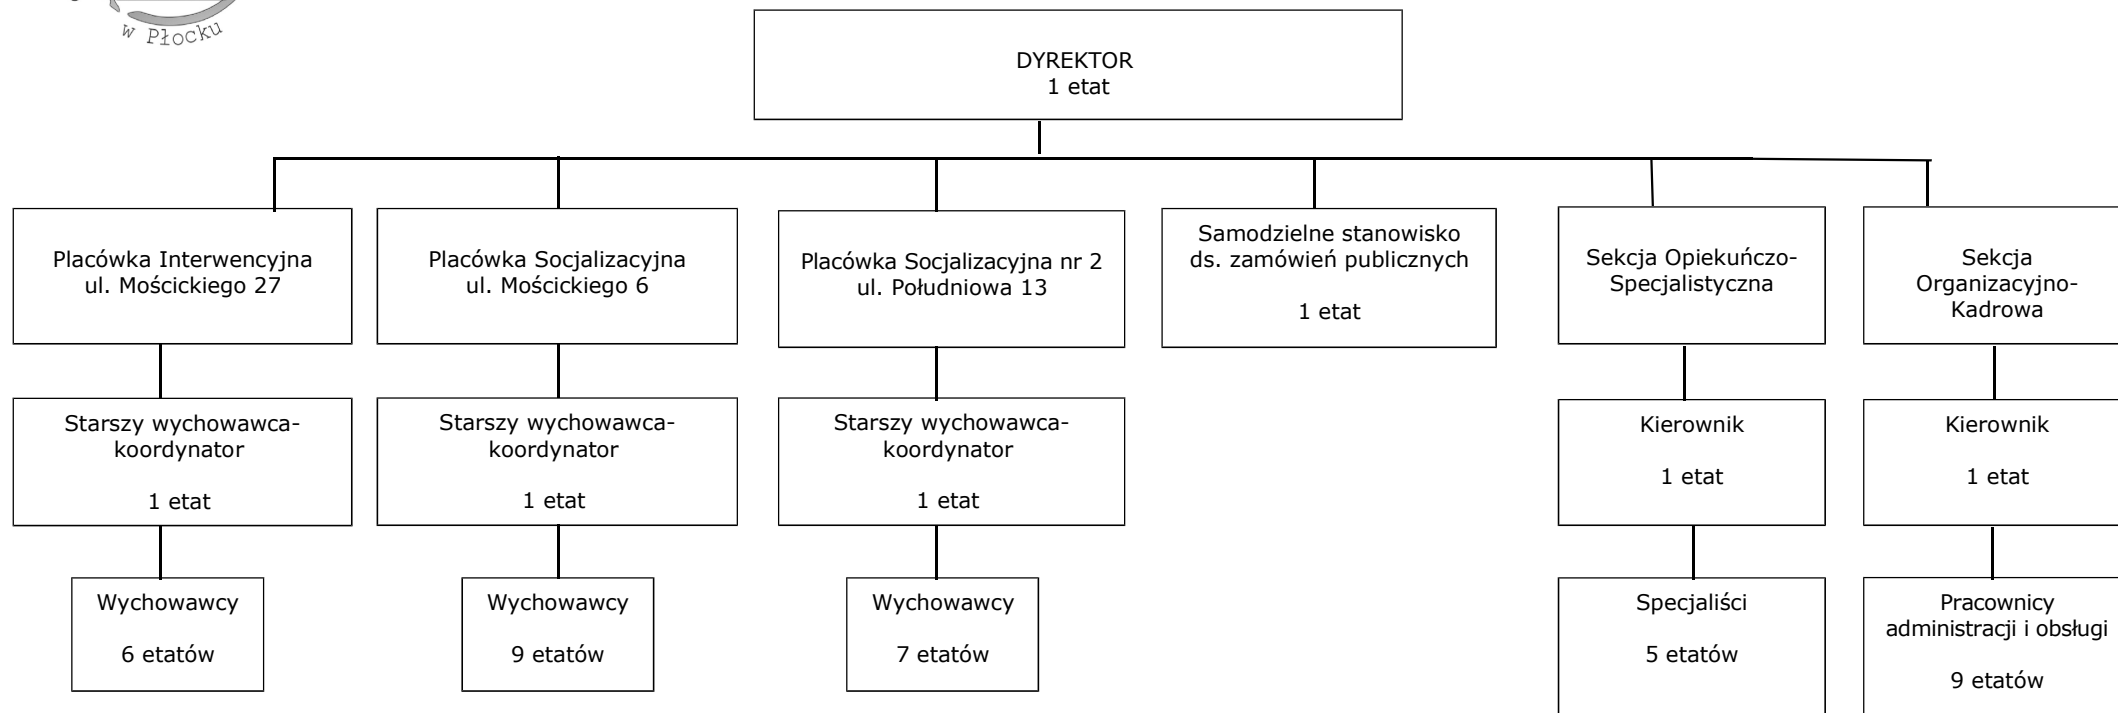 w Płocku
DYREKTOR
1 etat
Placówka Interwencyjna
ul. Mościckiego 27
Placówka Socjalizacyjna
ul. Mościckiego 6
Placówka Socjalizacyjna nr 2
ul. Południowa 13
Samodzielne stanowisko
ds. zamówień publicznych
1 etat
Sekcja Opiekuńczo-
Specjalistyczna
Sekcja
Organizacyjno-
Kadrowa
Starszy wychowawca-
koordynator
1 etat
Starszy wychowawca-
koordynator
1 etat
Starszy wychowawca-
koordynator
1 etat
Kierownik
1 etat
Kierownik
1 etat
Wychowawcy
6 etatów
Wychowawcy
9 etatów
Wychowawcy
7 etatów
Specjaliści
5 etatów
Pracownicy
administracji i obsługi
9 etatów